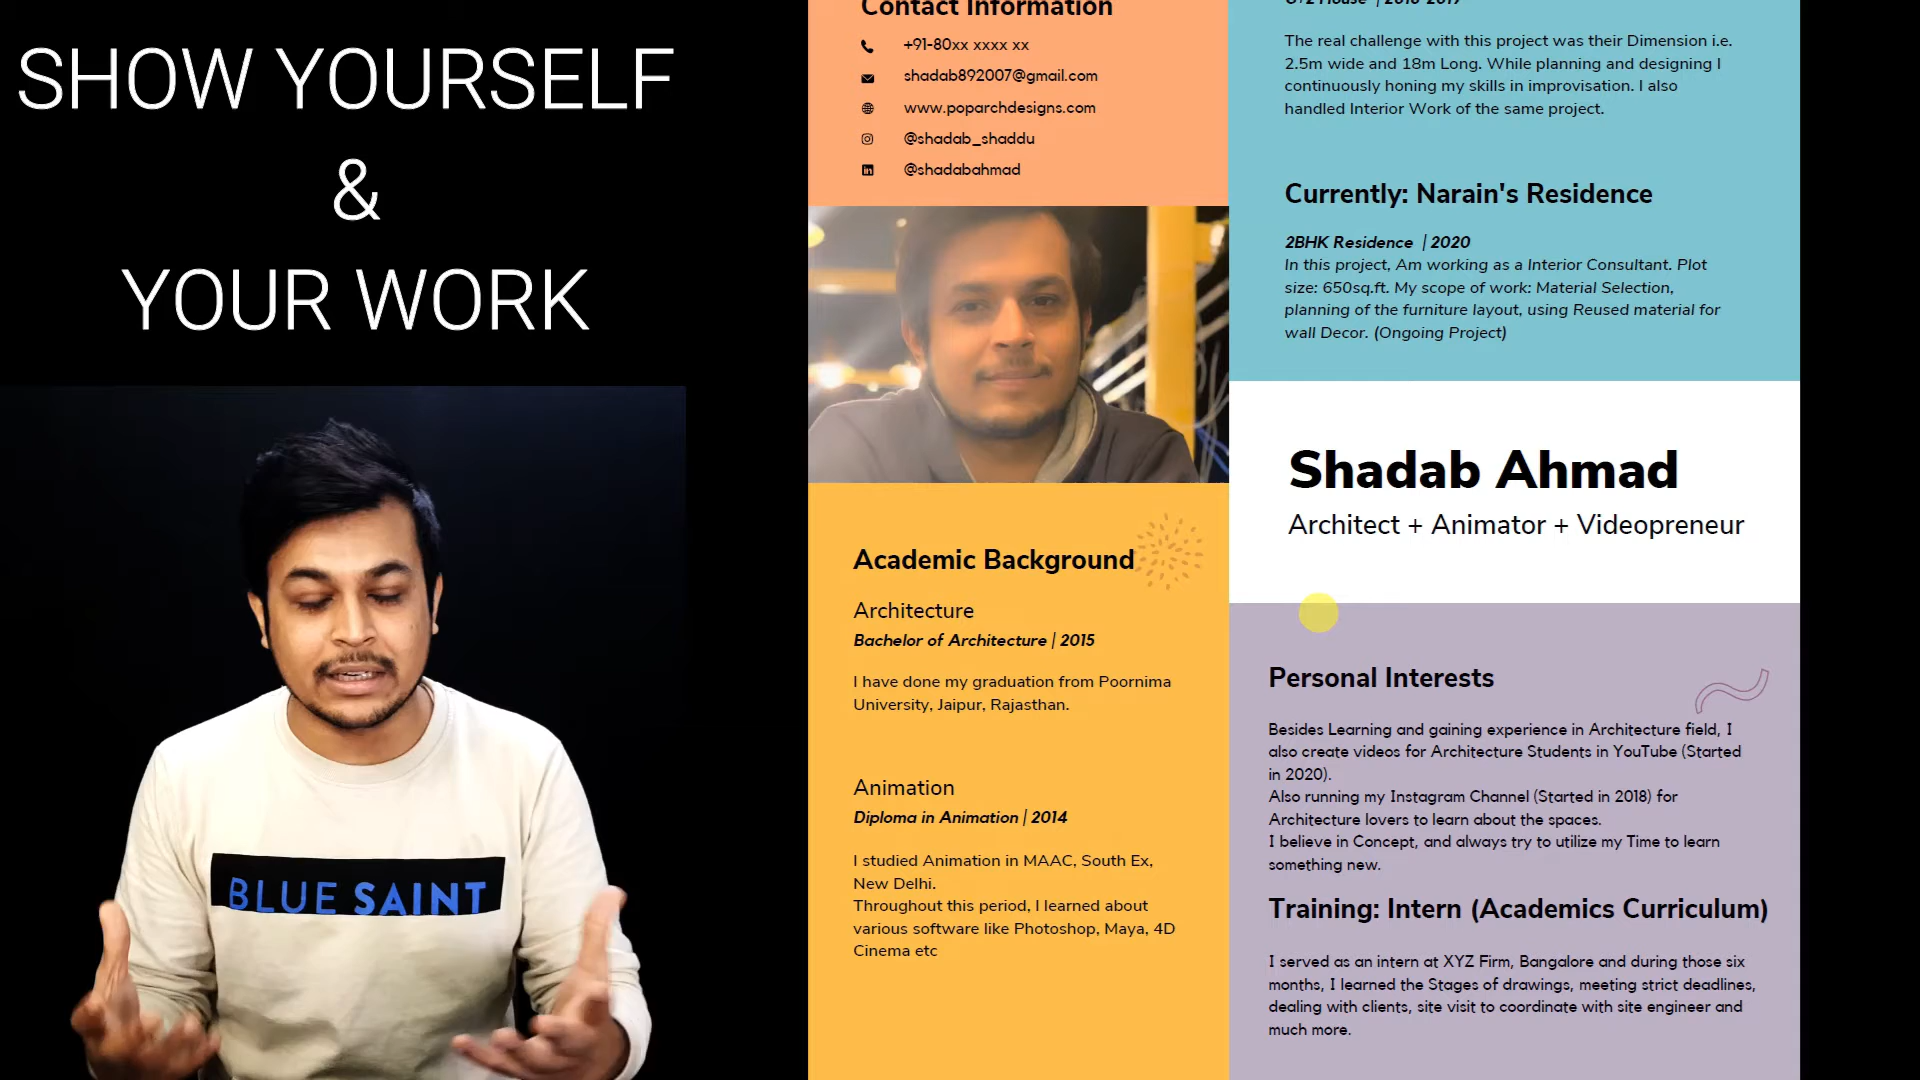 SHOW YOURSELF
&
YOUR WORK
BLUE SAINT
Contact Information
+91-80xx xxxx xx
shadab892007@gmail.com
www.poparchdesigns.com
@shadab_shaddu
@shadabahmad
Academic Background
Architecture
Bachelor of Architecture | 2015
I have done my graduation from Poornima
University, Jaipur, Rajasthan.
Animation
Diploma in Animation | 2014
I studied Animation in MAAC, South Ex,
New Delhi.
Throughout this period, I learned about
various software like Photoshop, Maya, 4D
Cinema etc
G+2 House | 2016-2017
The real challenge with this project was their Dimension i.e.
2.5m wide and 18m Long. While planning and designing I
continuously honing my skills in improvisation. I also
handled Interior Work of the same project.
Currently: Narain's Residence
2BHK Residence | 2020
In this project, Am working as a Interior Consultant. Plot
size: 650sq.ft. My scope of work: Material Selection,
planning of the furniture layout, using Reused material for
wall Decor. (Ongoing Project)
Shadab Ahmad
Architect + Animator + Videopreneur
Personal Interests
Besides Learning and gaining experience in Architecture field, I
also create videos for Architecture Students in YouTube (Started
in 2020).
Also running my Instagram Channel (Started in 2018) for
Architecture lovers to learn about the spaces.
I believe in Concept, and always try to utilize my Time to learn
something new.
Training: Intern (Academics Curriculum)
I served as an intern at XYZ Firm, Bangalore and during those six
months, I learned the Stages of drawings, meeting strict deadlines,
dealing with clients, site visit to coordinate with site engineer and
much more.